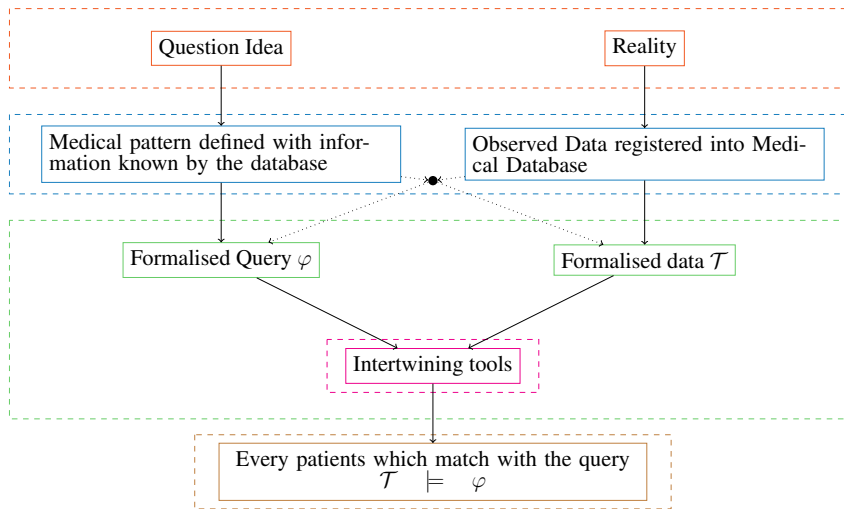 Question Idea
Reality
Medical pattern defined with infor-
mation known by the database
Observed Data registered into Medi-
cal Database
Formalised Query φ
Formalised data 𝒯
Intertwining tools
Every patients which match with the query
𝒯 ⊨ φ